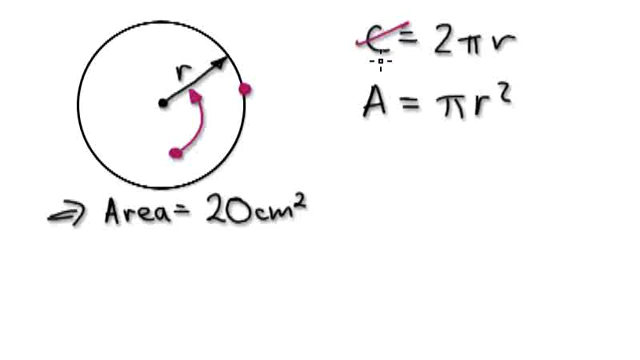 r
C = 2πr
A = πr²
⇒ Area = 20cm²